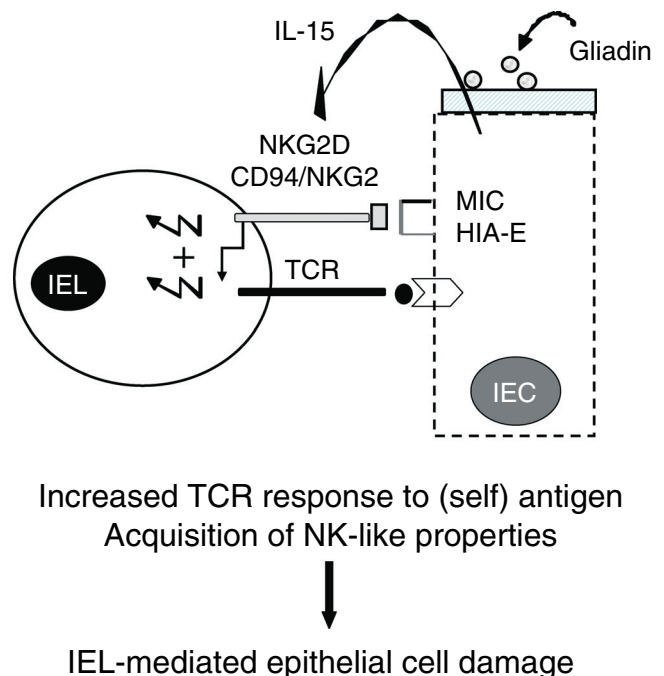 IL-15
Gliadin
NKG2D
CD94/NKG2
MIC
HIA-E
+
TCR
IEL
IEC
Increased TCR response to (self) antigen
Acquisition of NK-like properties
IEL-mediated epithelial cell damage